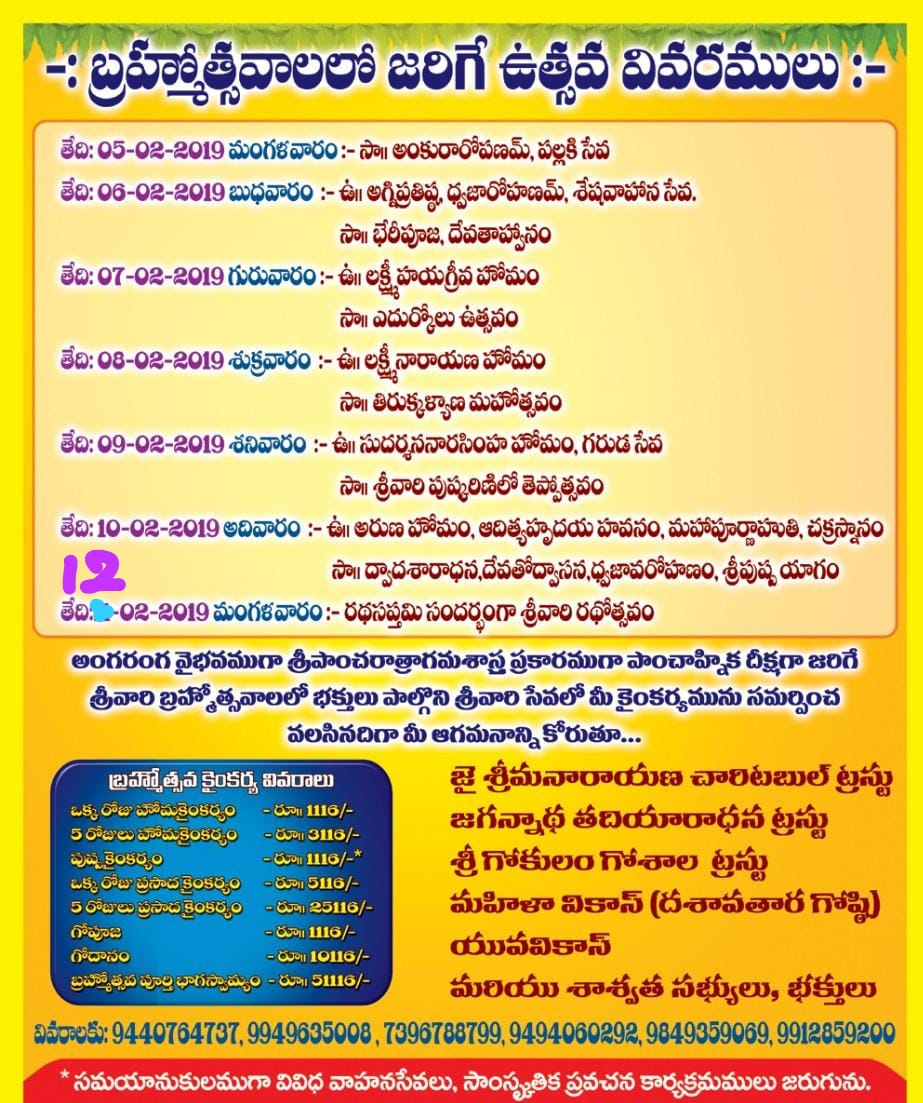 -: బ్రహ్మోత్సవాలలో జరిగే ఉత్సవ వివరములు :-
తేది: 05-02-2019 మంగళవారం :- సా॥ అంకురారోపణమ్, పల్లకి సేవ
తేది: 06-02-2019 బుధవారం :- ఉ॥ అగ్నిప్రతిష్ఠ, ధ్వజారోహణమ్, శేషవాహన సేవ.
సా॥ భేరీపూజ, దేవతాహ్వానం
తేది: 07-02-2019 గురువారం :- ఉ॥ లక్ష్మీహయగ్రీవ హోమం
సా॥ ఎదుర్కోలు ఉత్సవం
తేది: 08-02-2019 శుక్రవారం :- ఉ॥ లక్ష్మీనారాయణ హోమం
సా॥ తిరుక్కళ్యాణ మహోత్సవం
తేది: 09-02-2019 శనివారం :- ఉ॥ సుదర్శననారసింహ హోమం, గరుడ సేవ
సా॥ శ్రీవారి పుష్కరిణిలో తెప్పోత్సవం
తేది: 10-02-2019 అదివారం :- ఉ॥ అరుణ హోమం, ఆదిత్యహృదయ హవనం, మహాపూర్ణాహుతి, చక్రస్నానం
సా॥ ద్వాదశారాధన,దేవతోద్వాసన,ధ్వజావరోహణం, శ్రీపుష్ప యాగం
12
తేది: -02-2019 మంగళవారం :- రథసప్తమి సందర్భంగా శ్రీవారి రథోత్సవం
అంగరంగ వైభవముగా శ్రీపాంచరాత్రాగమశాస్త్ర ప్రకారముగా పాంచాహ్నిక దీక్షగా జరిగే
శ్రీవారి బ్రహ్మోత్సవాలలో భక్తులు పాల్గొని శ్రీవారి సేవలో మీ కైంకర్యమును సమర్పించ
వలసినదిగా మీ ఆగమనాన్ని కోరుతూ...
బ్రహ్మోత్సవ కైంకర్య వివరాలు
ఒక్క రోజు హోమకైంకర్యం - రూ॥ 1116/-
5 రోజులు హోమకైంకర్యం - రూ॥ 3116/-
పుష్పకైంకర్యం - రూ॥ 1116/-*
ఒక్క రోజు ప్రసాద కైంకర్యం - రూ॥ 5116/-
5 రోజులు ప్రసాద కైంకర్యం - రూ॥ 25116/-
గోపూజ - రూ॥ 1116/-
గోదానం - రూ॥ 10116/-
బ్రహ్మోత్సవ పూర్తి భాగస్వామ్యం - రూ॥ 51116/-
జై శ్రీమనారాయణ చారిటబుల్ ట్రస్టు
జగన్నాథ తదియారాధన ట్రస్టు
శ్రీ గోకులం గోశాల ట్రస్టు
మహిళా వికాస్ (దశావతార గోష్ఠి)
యువవికాస్
మరియు శాశ్వత సభ్యులు, భక్తులు
వివరాలకు: 9440764737, 9949635008 , 7396788799, 9494060292, 9849359069, 9912859200
* సమయానుకులముగా వివిధ వాహనసేవలు, సాంస్కృతిక ప్రవచన కార్యక్రమములు జరుగును.